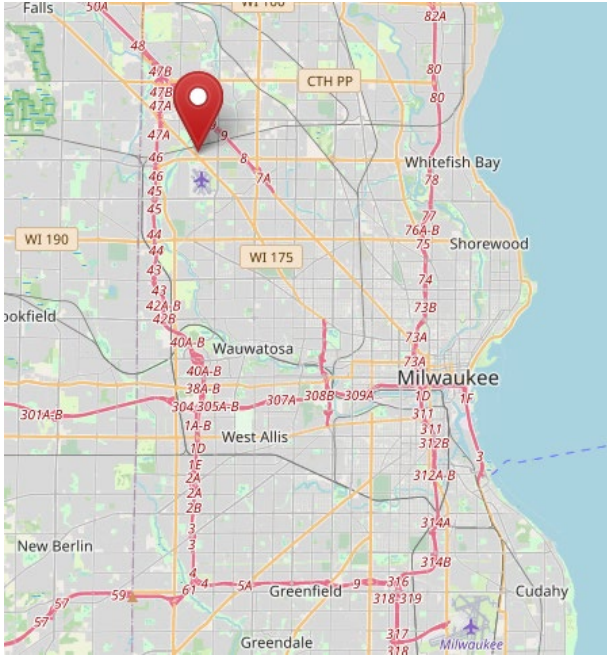 Falls
50A
WI 100
82A
48
47B
47B
47A
CTH PP
80
80
47A
9
8
7A
46
46
45
45
Whitefish Bay
78
77
76A-B
75
WI 190
44
44
43
WI 175
Shorewood
74
43
42A-B
42B
73B
ookfield
40A-B
Wauwatosa
73A
73A
40A-B
38A-B
Milwaukee
301A-B
304
305A-B
307A
308B
309A
1D
1F
1A-B
311
311
West Allis
312B
1D
1E
3
2A
2A
312A-B
2B
3
3
314A
New Berlin
314B
4
4
5A
9
316
59
61
Greenfield
318
319
Cudahy
57
57
317
Greendale
318
Milwaukee